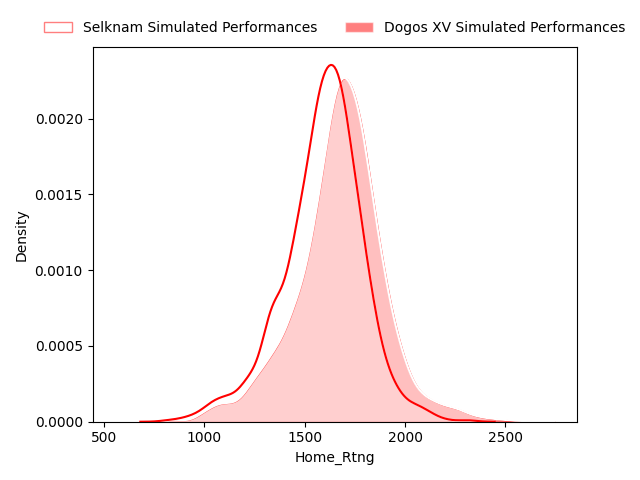 Selknam Simulated Performances Dogos XV Simulated Performances
0.0020
0.0015
0.0010
0.0005
0.0000
Density
500 1000 1500 2000 2500
Home_Rtng